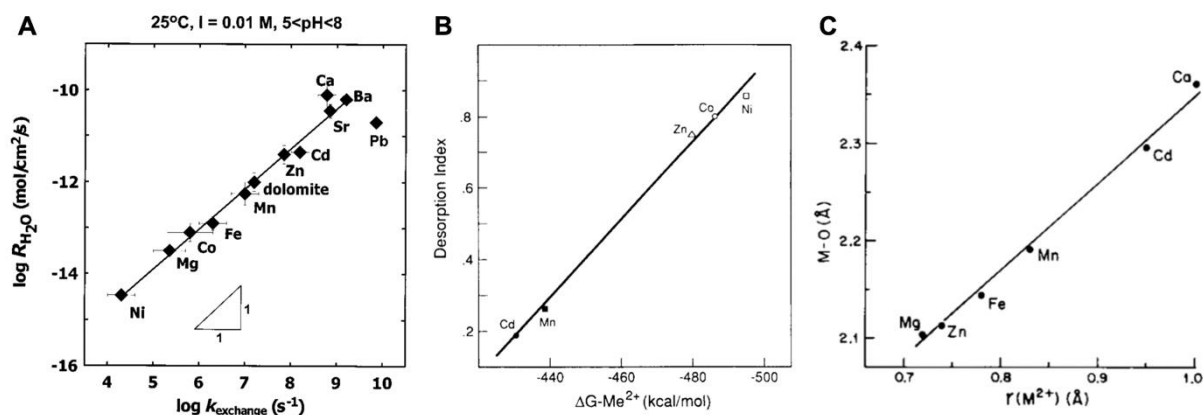 A
25°C, I = 0.01 M, 5<pH<8
log R_H₂O (mol/cm²/s)
-10
-12
-14
-16
Ca
Ba
Sr
Pb
Cd
Zn
dolomite
Mn
Fe
Co
Mg
Ni
1
1
4 5 6 7 8 9 10
log k_exchange (s⁻¹)
B
Desorption Index
.8
.6
.4
.2
Ni
Co
Zn
Mn
Cd
-440 -460 -480 -500
ΔG-Me²⁺ (kcal/mol)
C
M-O (Å)
2.4
2.3
2.2
2.1
Ca
Cd
Mn
Fe
Zn
Mg
0.7 0.8 0.9 1.0
r(M²⁺) (Å)